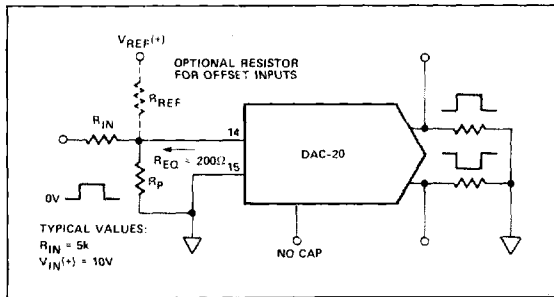 VREF(+)
OPTIONAL RESISTOR
FOR OFFSET INPUTS
RREF
RIN
14
REQ = 200Ω
15
DAC-20
RP
0V
TYPICAL VALUES:
RIN = 5k
VIN(+) = 10V
NO CAP